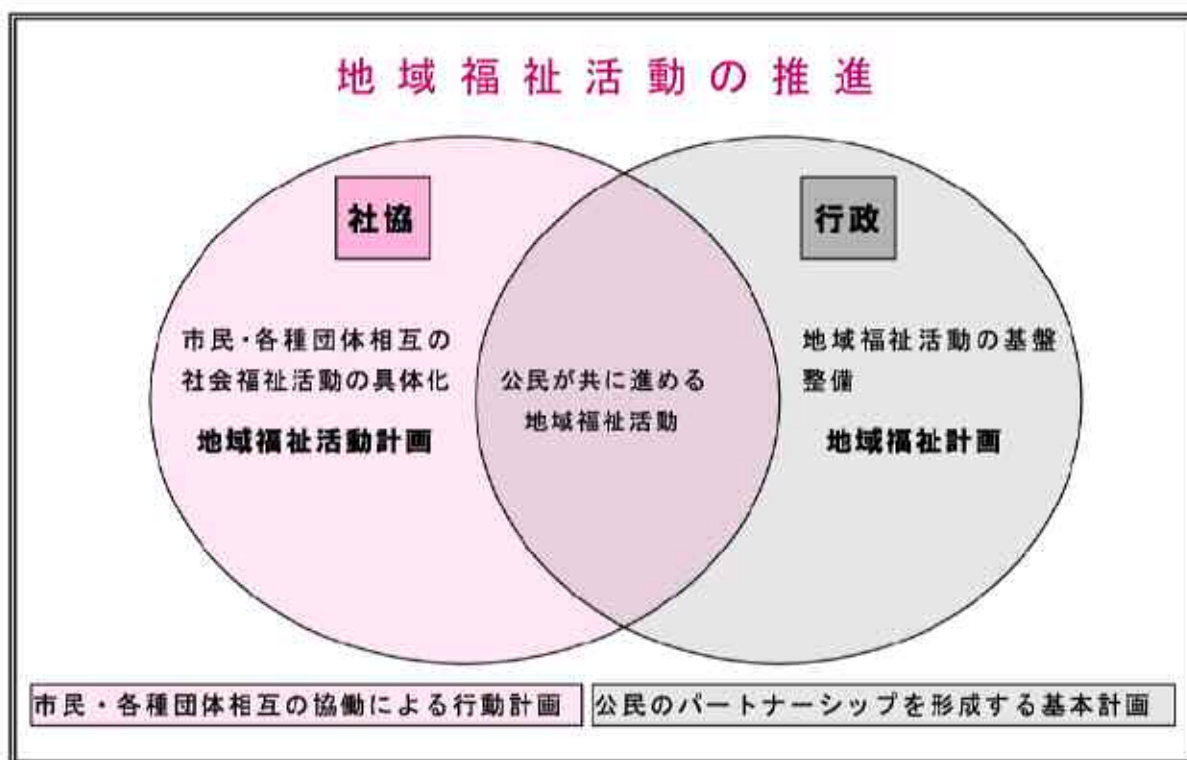 地域福祉活動の推進
社協
市民・各種団体相互の
社会福祉活動の具体化
地域福祉活動計画
公民が共に進める
地域福祉活動
行政
地域福祉活動の基盤
整備
地域福祉計画
市民・各種団体相互の協働による行動計画
公民のパートナーシップを形成する基本計画